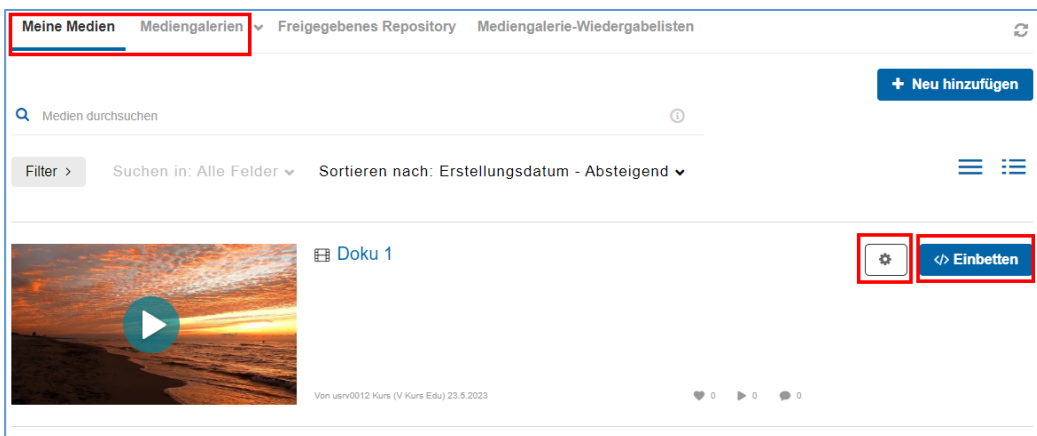 Meine Medien Mediengalerien Freigegebenes Repository Mediengalerie-Wiedergabelisten
+ Neu hinzufügen
Medien durchsuchen
Filter > Suchen in: Alle Felder Sortieren nach: Erstellungsdatum - Absteigend
Doku 1
</> Einbetten
Von usrv0012 Kurs (V Kurs Edu) 23.5.2023 0 0 0